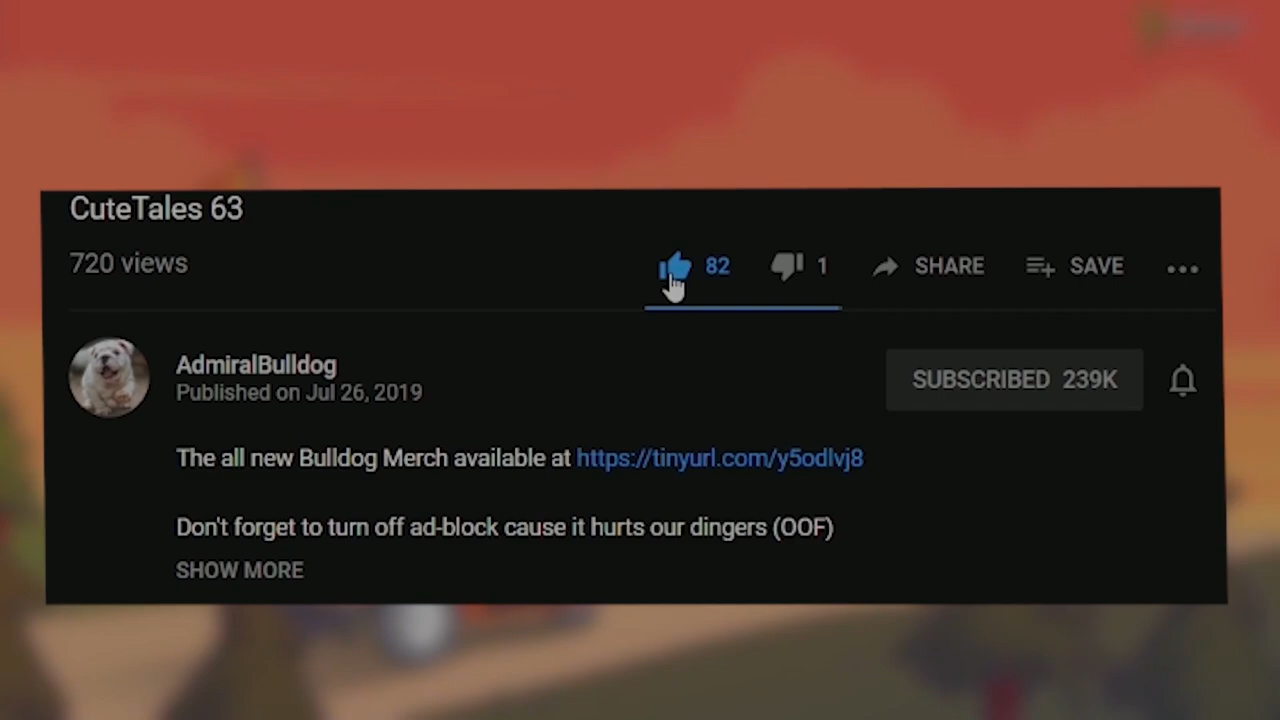 CuteTales 63
720 views
82 1 SHARE SAVE
AdmiralBulldog
Published on Jul 26, 2019
SUBSCRIBED 239K
The all new Bulldog Merch available at https://tinyurl.com/y5odlvj8
Don't forget to turn off ad-block cause it hurts our dingers (OOF)
SHOW MORE